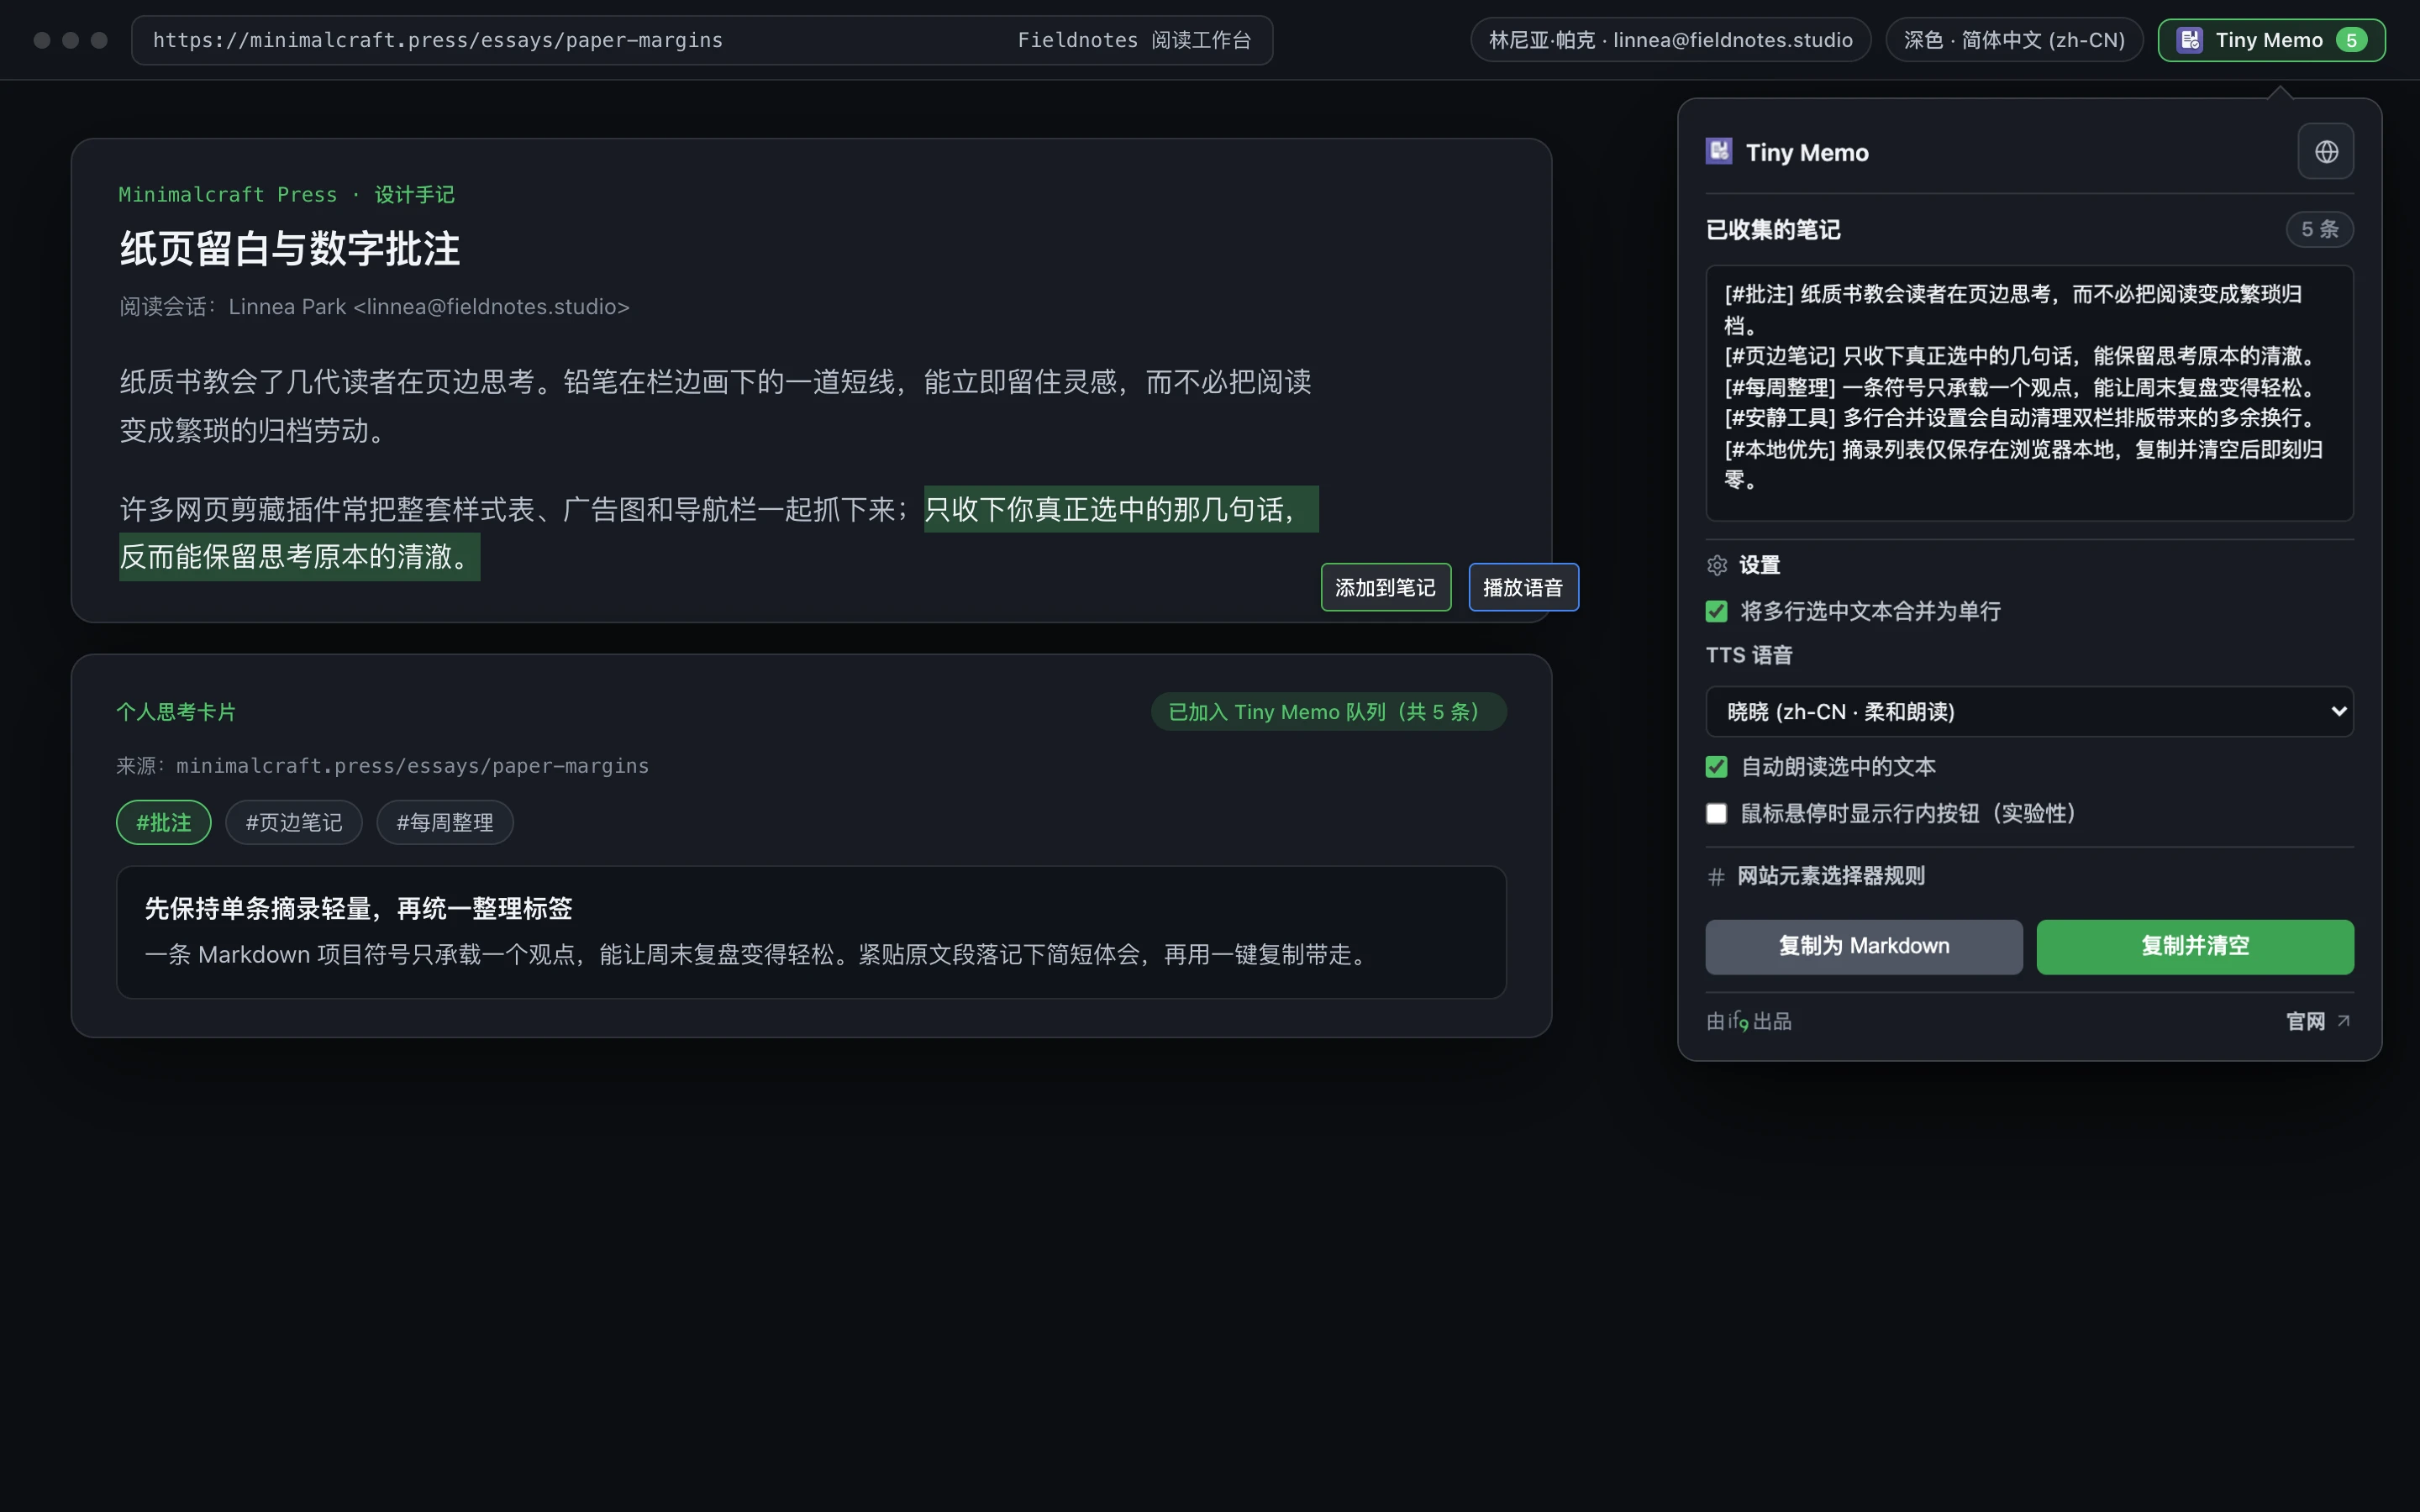 https://minimalcraft.press/essays/paper-margins
Fieldnotes 阅读工作台
林尼亚·帕克 · linnea@fieldnotes.studio
深色 · 简体中文 (zh-CN)
Tiny Memo 5
Minimalcraft Press · 设计手记
纸页留白与数字批注
阅读会话：Linnea Park <linnea@fieldnotes.studio>
纸质书教会了几代读者在页边思考。铅笔在栏边画下的一道短线，能立即留住灵感，而不必把阅读
变成繁琐的归档劳动。
许多网页剪藏插件常把整套样式表、广告图和导航栏一起抓下来；只收下你真正选中的那几句话，
反而能保留思考原本的清澈。
添加到笔记
播放语音
个人思考卡片
已加入 Tiny Memo 队列（共 5 条）
来源：minimalcraft.press/essays/paper-margins
#批注
#页边笔记
#每周整理
先保持单条摘录轻量，再统一整理标签
一条 Markdown 项目符号只承载一个观点，能让周末复盘变得轻松。紧贴原文段落记下简短体会，再用一键复制带走。
Tiny Memo
已收集的笔记
5 条
[#批注] 纸质书教会读者在页边思考，而不必把阅读变成繁琐归
档。
[#页边笔记] 只收下真正选中的几句话，能保留思考原本的清澈。
[#每周整理] 一条符号只承载一个观点，能让周末复盘变得轻松。
[#安静工具] 多行合并设置会自动清理双栏排版带来的多余换行。
[#本地优先] 摘录列表仅保存在浏览器本地，复制并清空后即刻归
零。
设置
将多行选中文本合并为单行
TTS 语音
晓晓 (zh-CN · 柔和朗读)
自动朗读选中的文本
鼠标悬停时显示行内按钮（实验性）
网站元素选择器规则
复制为 Markdown
复制并清空
由 if9 出品
官网